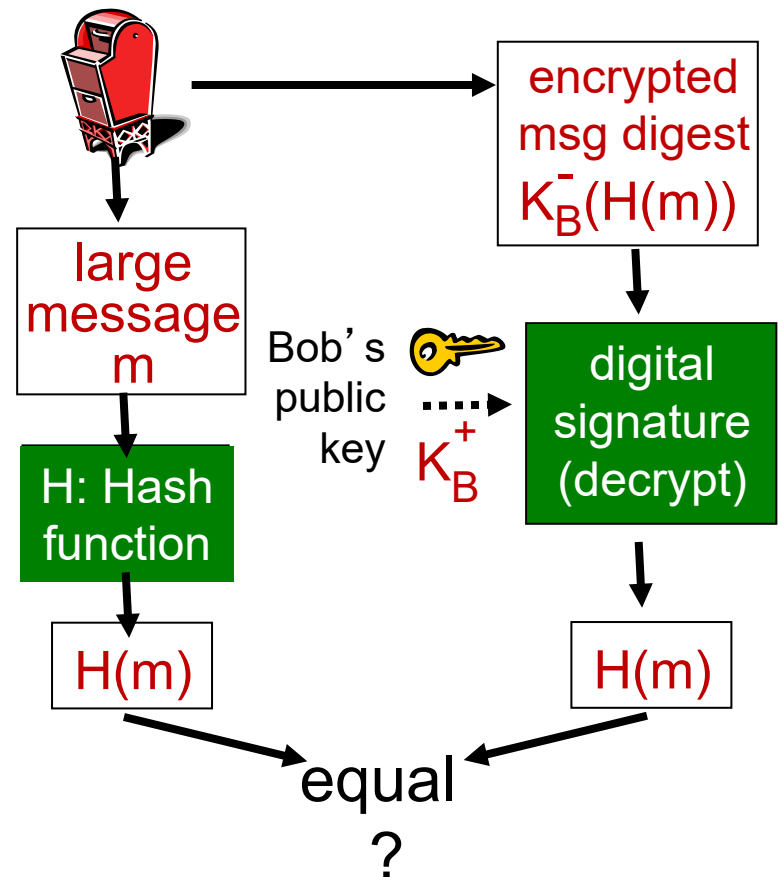 encrypted
msg digest
K_B^-(H(m))
large
message
m
Bob's
public
key
K_B^+
digital
signature
(decrypt)
H: Hash
function
H(m)
H(m)
equal
?